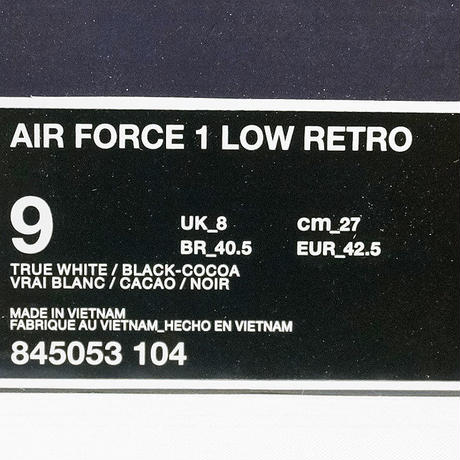 AIR FORCE 1 LOW RETRO
9 UK_8 cm_27
BR_40.5 EUR_42.5
TRUE WHITE / BLACK-COCOA
VRAI BLANC / CACAO / NOIR
MADE IN VIETNAM
FABRIQUE AU VIETNAM_HECHO EN VIETNAM
845053 104